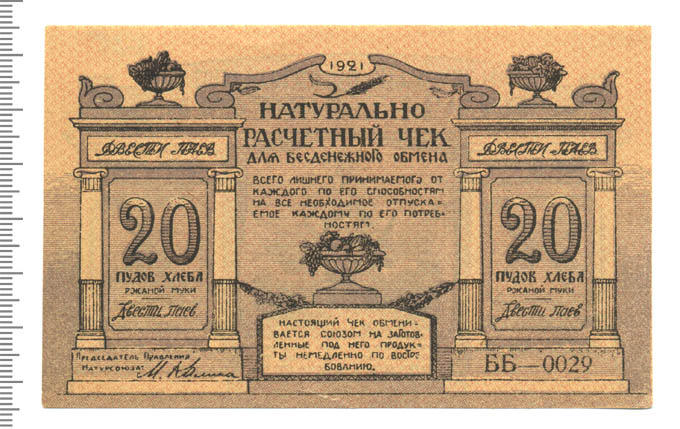 1921
НАТУРАЛЬНО
РАСЧЕТНЫЙ ЧЕК
ДЛЯ БЕСДЕНЕЖНОГО ОБМЕНА
ВСЕГО ЛИШНЕГО ПРИНИМАЕМОГО ОТ
КАЖДОГО ПО ЕГО СПОСОБНОСТЯМ
НА ВСЕ НЕОБХОДИМОЕ ОТПУСКА-
ЕМОЕ КАЖДОМУ ПО ЕГО ПОТРЕБ-
НОСТЯМ.
ДВЕСТИ ПАЕВ
20
ПУДОВ ХЛЕБА
РЖАНОЙ МУКИ
Двести паев
ДВЕСТИ ПАЕВ
20
ПУДОВ ХЛЕБА
РЖАНОЙ МУКИ
Двести паев
НАСТОЯЩИЙ ЧЕК ОБМЕНИ-
ВАЕТСЯ СОЮЗОМ НА ЗАГОТОВ-
ЛЕННЫЕ ПОД НЕГО ПРОДУК-
ТЫ НЕМЕДЛЕННО ПО ВОСТРЕ-
БОВАНИЮ.
Председатель Правления
Натурсоюза:
ББ—0029